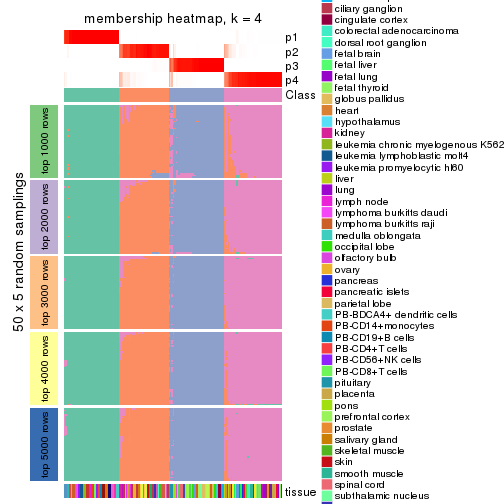 membership heatmap, k = 4
p1
p2
p3
p4
Class
50 x 5 random samplings
top 1000 rows
top 2000 rows
top 3000 rows
top 4000 rows
top 5000 rows
tissue
ciliary ganglion
cingulate cortex
colorectal adenocarcinoma
dorsal root ganglion
fetal brain
fetal liver
fetal lung
fetal thyroid
globus pallidus
heart
hypothalamus
kidney
leukemia chronic myelogenous K562
leukemia lymphoblastic molt4
leukemia promyelocytic hl60
liver
lung
lymph node
lymphoma burkitts daudi
lymphoma burkitts raji
medulla oblongata
occipital lobe
olfactory bulb
ovary
pancreas
pancreatic islets
parietal lobe
PB-BDCA4+ dendritic cells
PB-CD14+monocytes
PB-CD19+B cells
PB-CD4+T cells
PB-CD56+NK cells
PB-CD8+T cells
pituitary
placenta
pons
prefrontal cortex
prostate
salivary gland
skeletal muscle
skin
smooth muscle
spinal cord
subthalamic nucleus